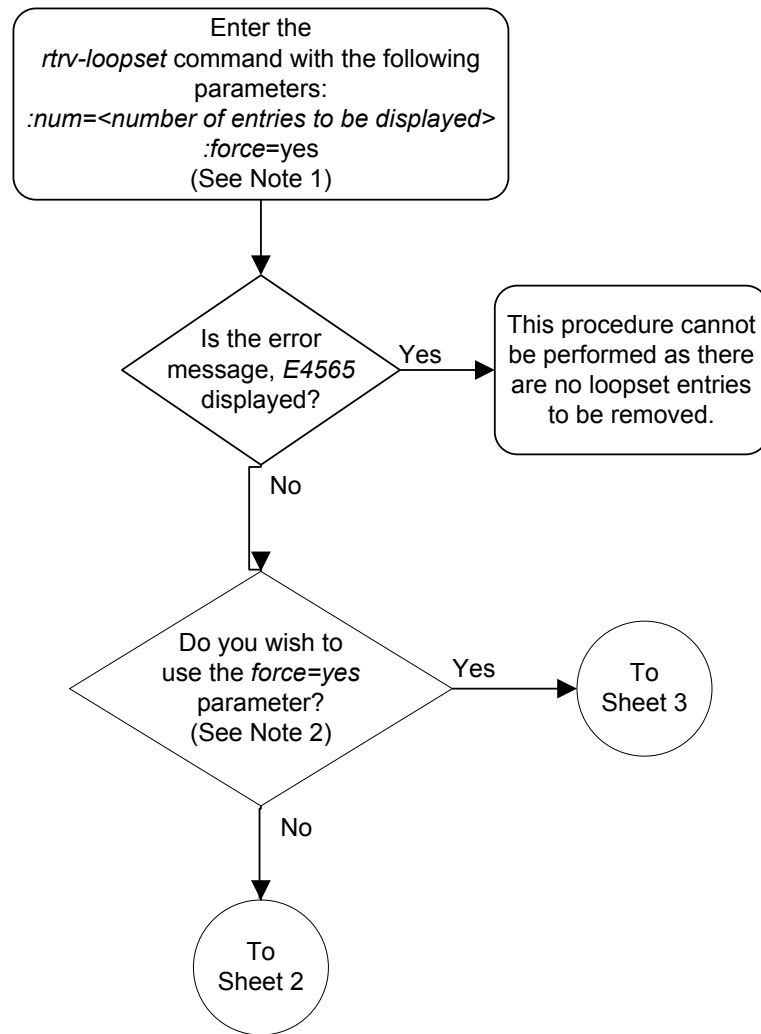 Enter the
rtrv-loopset command with the following
parameters:
:num=<number of entries to be displayed>
:force=yes
(See Note 1)
Is the error
message, E4565
displayed?
Yes
This procedure cannot
be performed as there
are no loopset entries
to be removed.
No
Do you wish to
use the force=yes
parameter?
(See Note 2)
Yes
To
Sheet 3
No
To
Sheet 2